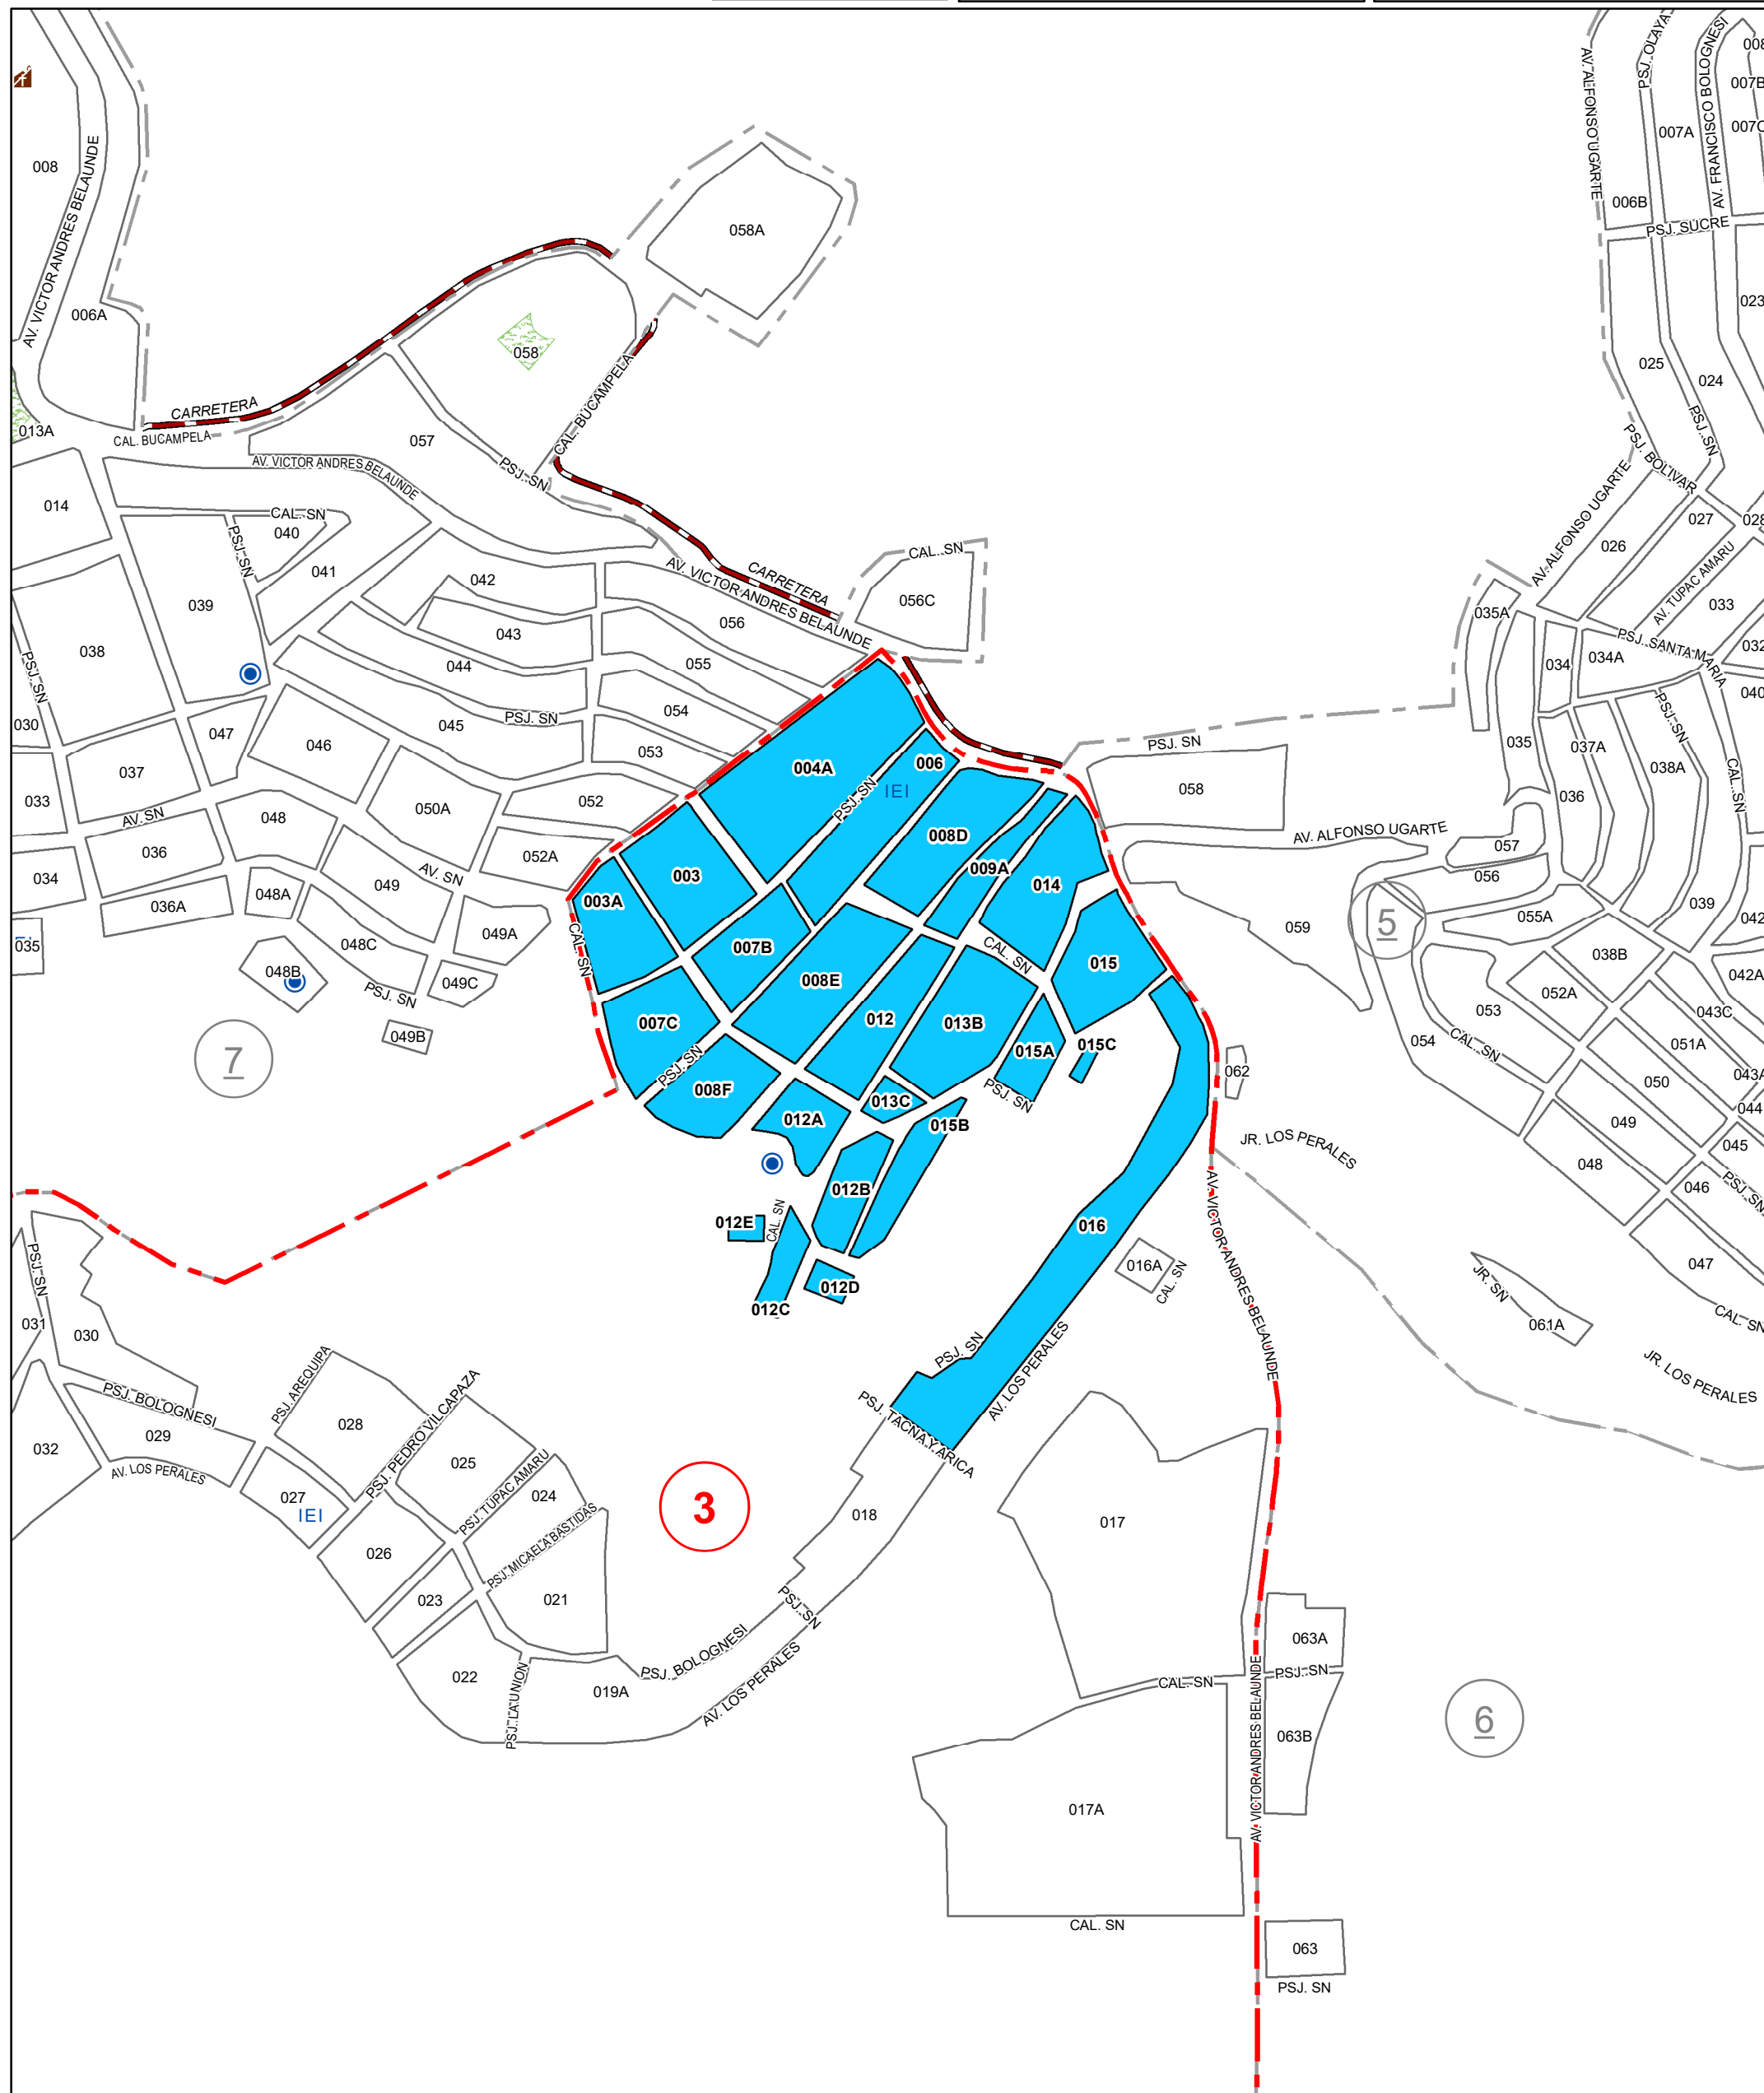 008
AV. VICTOR ANDRES BELAUNDE
006A
013A
CARRETERA
CAL. BUCAMPELA
058A
058
CAL. BUCAMPELA
057
AV. VICTOR ANDRES BELAUNDE
PSJ. SN
014
CAL. SN
040
PSJ. SN
041
039
038
PSJ. SN
042
043
044
045
PSJ. SN
056
055
054
053
AV. VICTOR ANDRES BELAUNDE
CARRETERA
CAL. SN
056C
030
047
046
037
033
AV. SN
048
050A
052
052A
036
034
049
AV. SN
048A
036A
035
048C
049A
048B
PSJ. SN
049C
049B
7
AV. ALFONSO UGARTE
PSJ. OLAYA
AV. FRANCISCO BOLOGNESI
007B
007A
006B
PSJ. SUCRE
023
025
024
PSJ. SN
PSJ. BOLIVAR
AV. ALFONSO UGARTE
027
026
AV. TUPAC AMARU
033
035A
PSJ. SANTA MARIA
034
034A
035
037A
PSJ. SN
038A
CAL. SN
036
PSJ. SN
058
AV. ALFONSO UGARTE
057
056
055A
039
5
059
038B
052A
053
054
CAL. SN
043C
051A
050
049
048
044
045
046
PSJ. SN
047
CAL. SN
062
JR. LOS PERALES
JR. SN
061A
JR. LOS PERALES
004A
006
IEI
PSJ. SN
008D
009A
003
003A
014
007B
CAL. SN
015
CAL. SN
008E
012
013B
007C
015A
015C
PSJ. SN
PSJ. SN
008F
012A
013C
015B
012B
012E
CAL. SN
012D
012C
016
016A
CAL. SN
AV. VICTOR ANDRES BELAUNDE
PSJ. SN
AV. LOS PERALES
PSJ. TACNA Y ARICA
PSJ. SN
031
030
PSJ. BOLOGNESI
029
032
AV. LOS PERALES
PSJ. AREQUIPA
028
PSJ. PEDRO VILCAPAZA
025
027
IEI
PSJ. TUPAC AMARU
024
PSJ. MICAELA BASTIDAS
026
023
021
022
PSJ. LA UNION
019A
3
018
PSJ. SN
PSJ. BOLOGNESI
AV. LOS PERALES
017
063A
CAL. SN
PSJ. SN
AV. VICTOR ANDRES BELAUNDE
063B
6
017A
CAL. SN
063
PSJ. SN